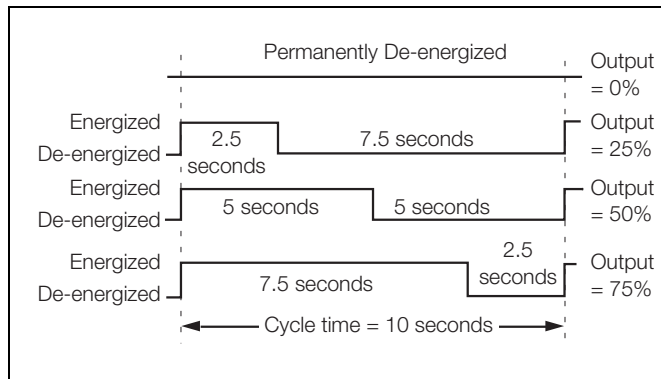 Permanently De-energized
Output
= 0%
Energized
De-energized
2.5
seconds
7.5 seconds
Output
= 25%
Energized
De-energized
5 seconds
5 seconds
Output
= 50%
Energized
De-energized
7.5 seconds
2.5
seconds
Output
= 75%
Cycle time = 10 seconds